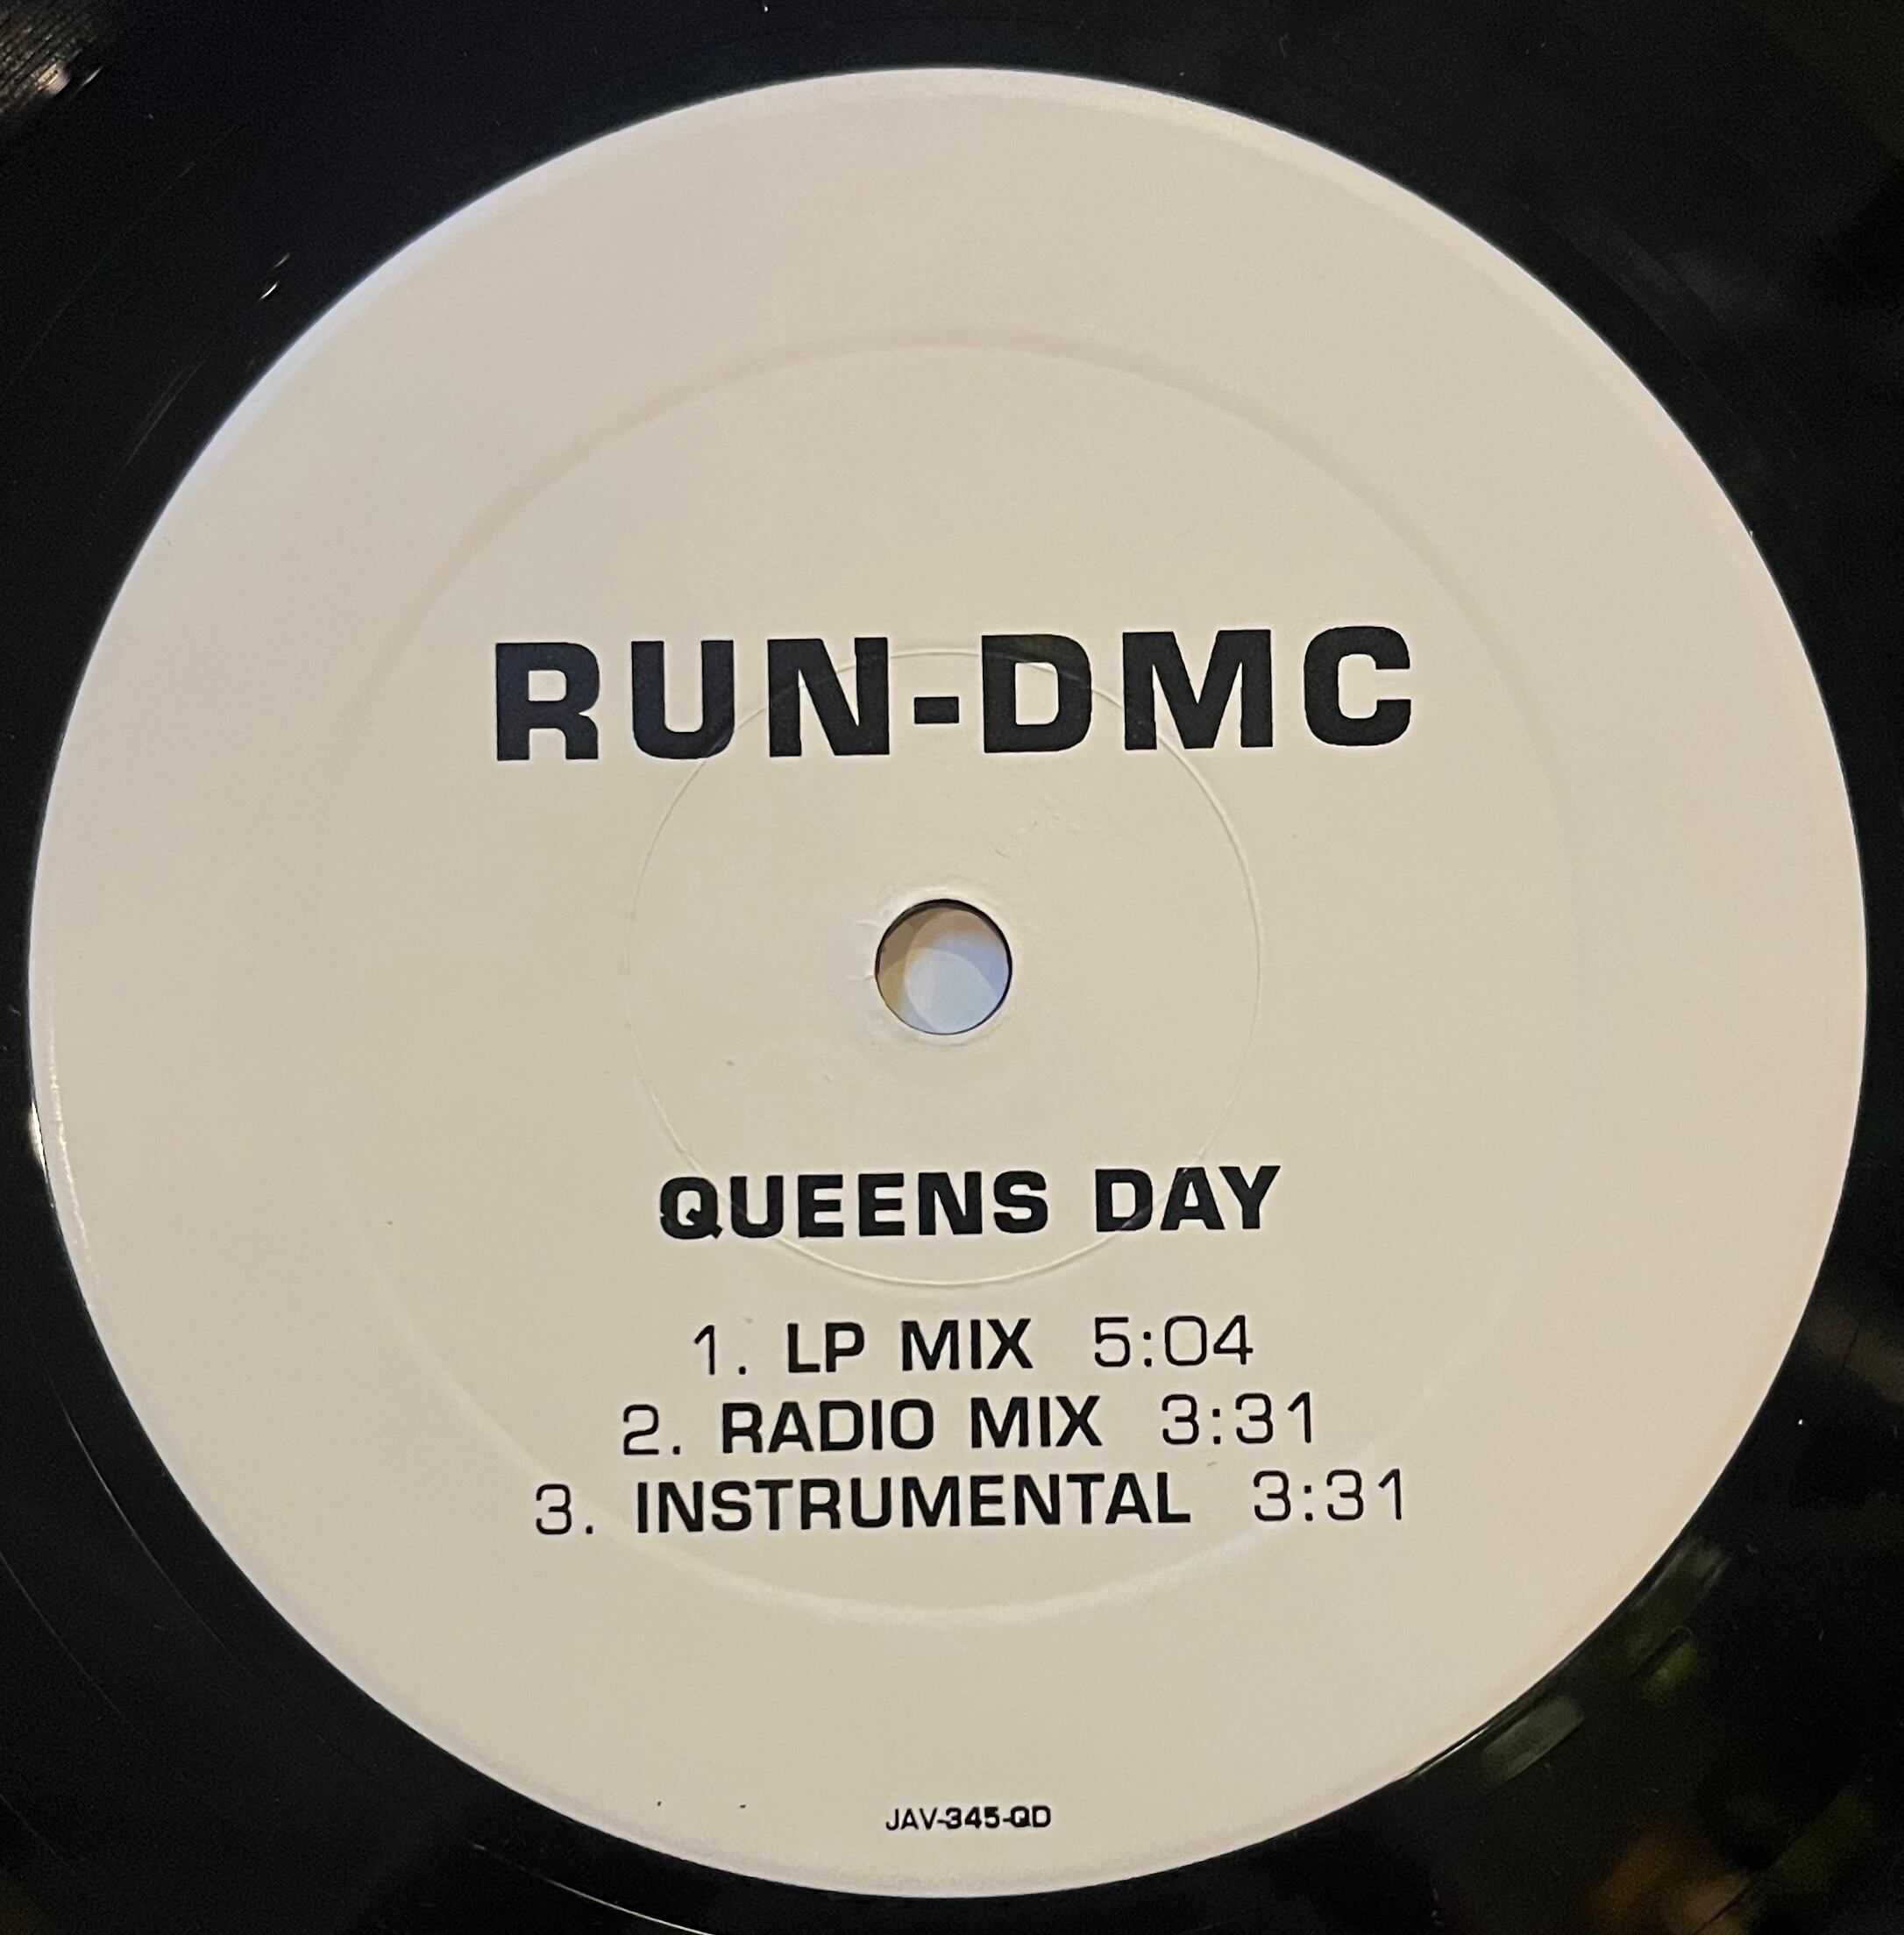 RUN-DMC
QUEENS DAY
1. LP MIX 5:04
2. RADIO MIX 3:31
3. INSTRUMENTAL 3:31
JAV-345-QD